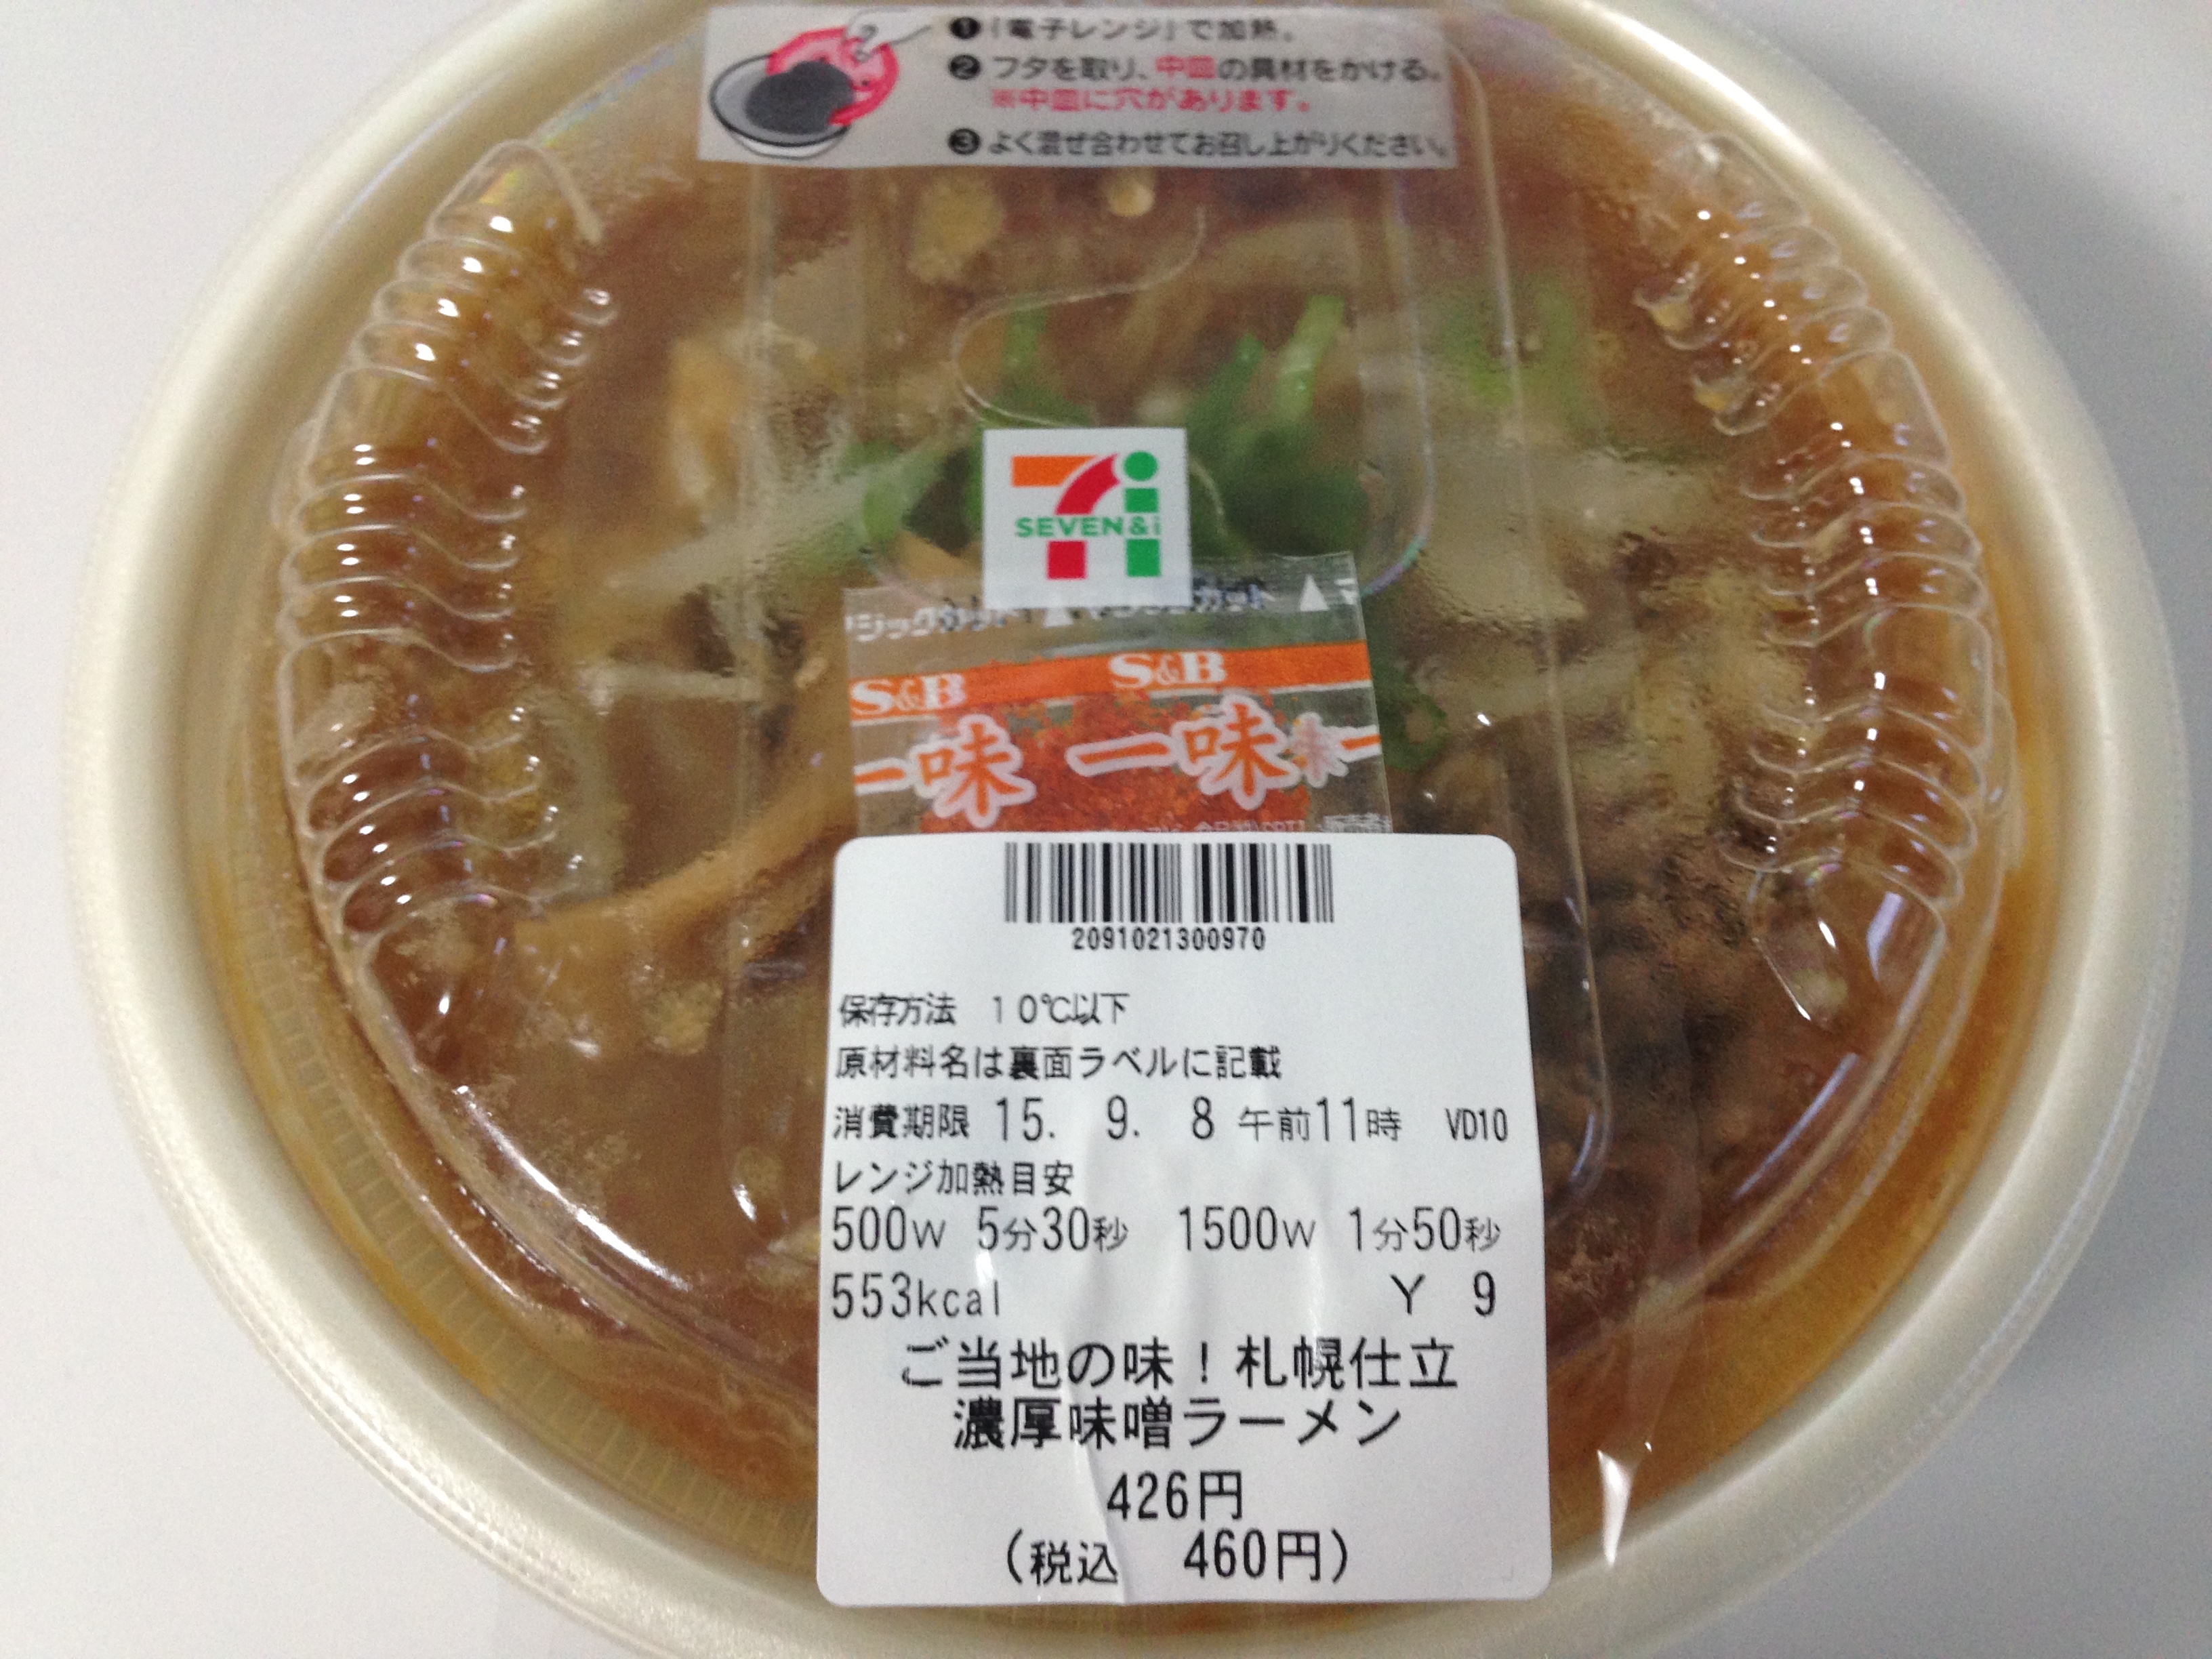 ❶「電子レンジ」で加熱。
❷フタを取り、中皿の具材をかける。
※中皿に穴があります。
❸よく混ぜ合わせてお召し上がりください。
SEVEN&i
S&B S&B
一味 一味
2091021300970
保存方法 10℃以下
原材料名は裏面ラベルに記載
消費期限 15. 9. 8 午前11時 VD10
レンジ加熱目安
500W 5分30秒 1500W 1分50秒
553kcal Y 9
ご当地の味！札幌仕立
濃厚味噌ラーメン
426円
(税込 460円)